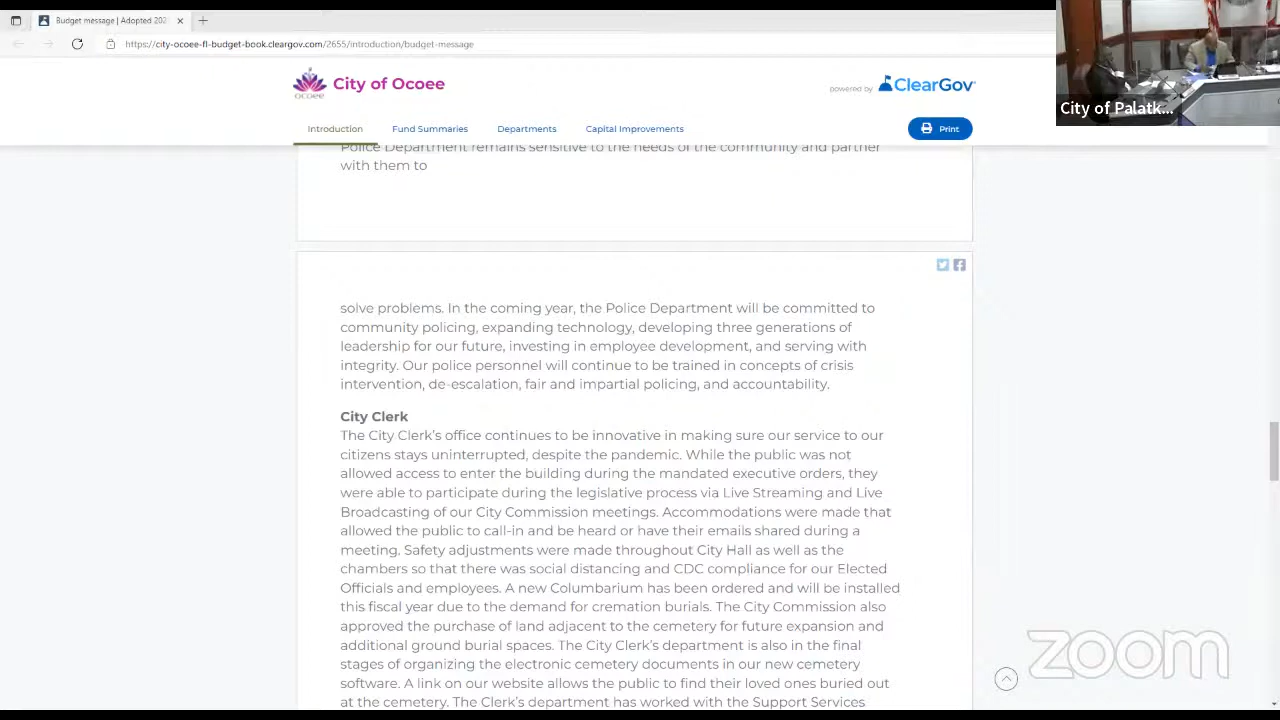 Budget message | Adopted 202
https://city-ocoee-fl-budget-book.cleargov.com/2655/introduction/budget-message
City of Palatk...
ocoee
City of Ocoee
powered by ClearGov
Introduction
Fund Summaries
Departments
Capital Improvements
Print
Police Department remains sensitive to the needs of the community and partner
with them to
solve problems. In the coming year, the Police Department will be committed to
community policing, expanding technology, developing three generations of
leadership for our future, investing in employee development, and serving with
integrity. Our police personnel will continue to be trained in concepts of crisis
intervention, de-escalation, fair and impartial policing, and accountability.
City Clerk
The City Clerk's office continues to be innovative in making sure our service to our
citizens stays uninterrupted, despite the pandemic. While the public was not
allowed access to enter the building during the mandated executive orders, they
were able to participate during the legislative process via Live Streaming and Live
Broadcasting of our City Commission meetings. Accommodations were made that
allowed the public to call-in and be heard or have their emails shared during a
meeting. Safety adjustments were made throughout City Hall as well as the
chambers so that there was social distancing and CDC compliance for our Elected
Officials and employees. A new Columbarium has been ordered and will be installed
this fiscal year due to the demand for cremation burials. The City Commission also
approved the purchase of land adjacent to the cemetery for future expansion and
additional ground burial spaces. The City Clerk's department is also in the final
stages of organizing the electronic cemetery documents in our new cemetery
software. A link on our website allows the public to find their loved ones buried out
at the cemetery. The Clerk's department has worked with the Support Services
zoom